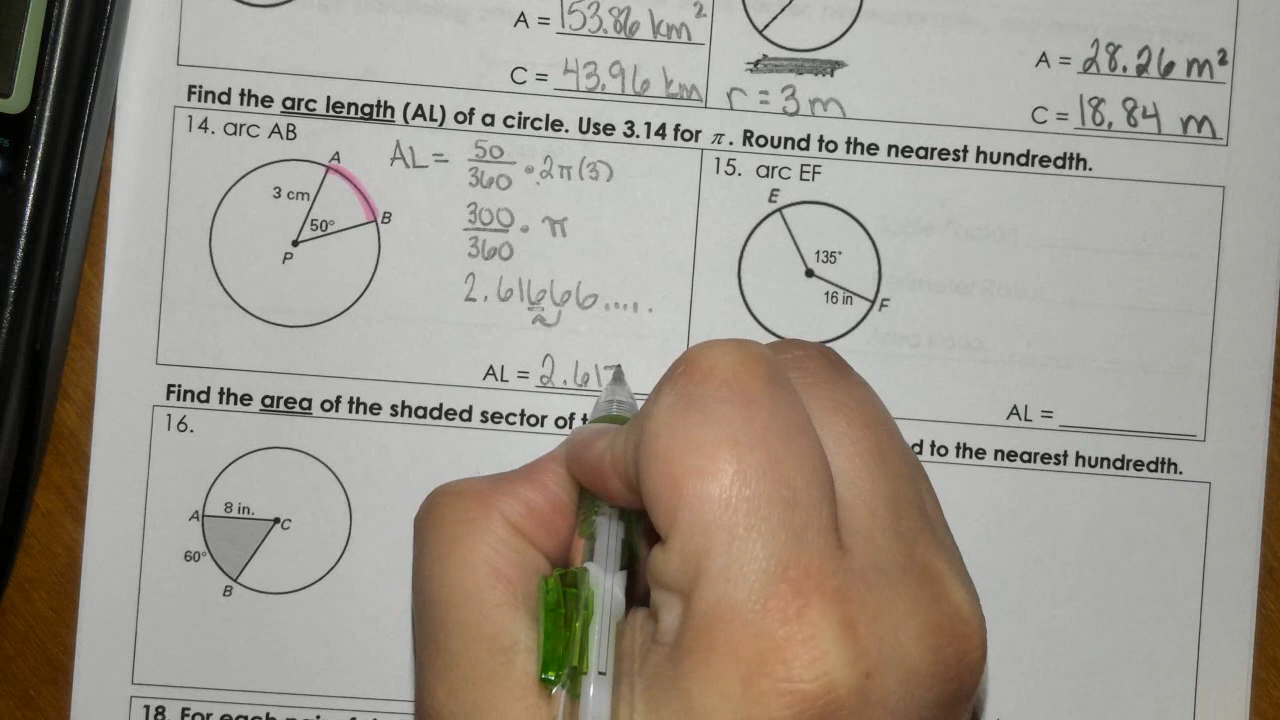 A = 153.86 km²
C = 43.96 km
r = 3 m
A = 28.26 m²
C = 18.84 m
Find the arc length (AL) of a circle. Use 3.14 for π. Round to the nearest hundredth.
14. arc AB
A
3 cm
50°
B
P
AL = 50/360 · 2π(3)
300/360 · π
2.61666.....
AL = 2.617
15. arc EF
E
135°
16 in
F
AL =
Find the area of the shaded sector of
d to the nearest hundredth.
16.
A
8 in.
C
60°
B
18. For each